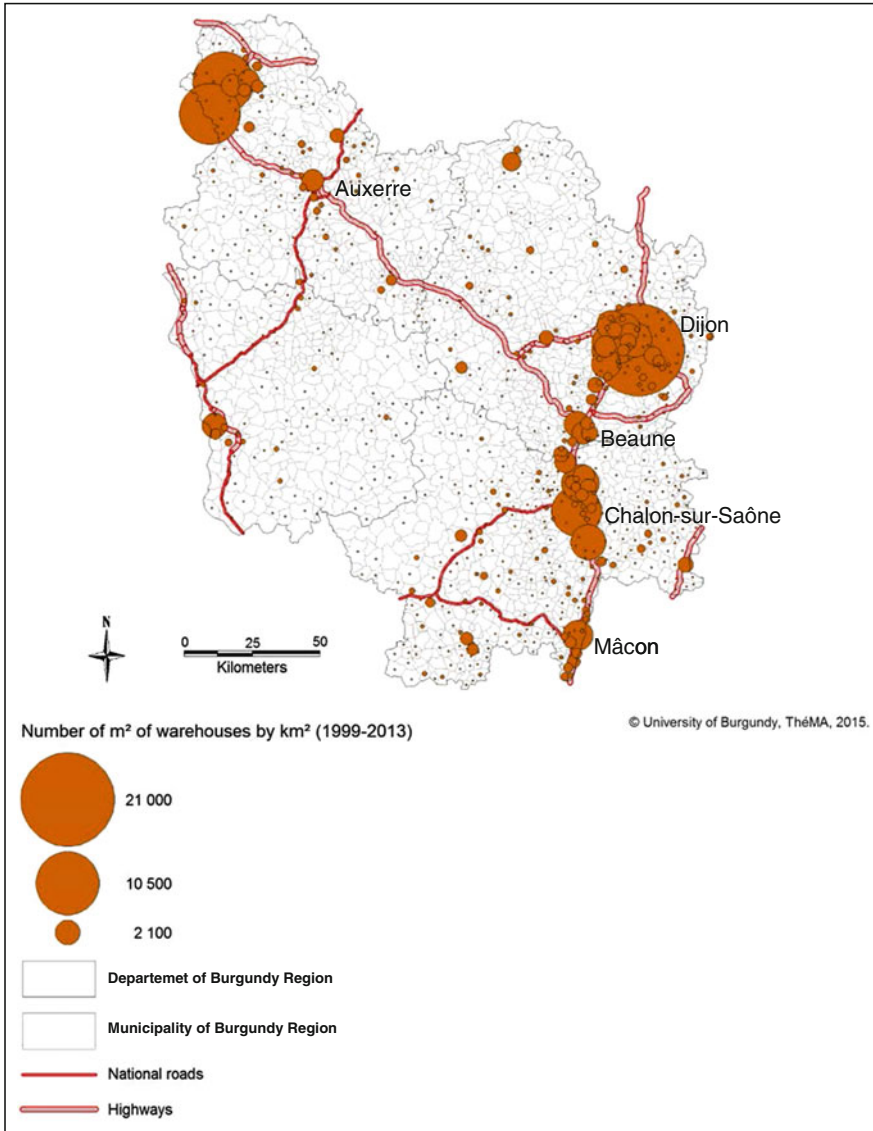 Auxerre
Dijon
Beaune
Chalon-sur-Saône
Mâcon
N
0 25 50
Kilometers
© University of Burgundy, ThéMA, 2015.
Number of m² of warehouses by km² (1999-2013)
21 000
10 500
2 100
Departemet of Burgundy Region
Municipality of Burgundy Region
National roads
Highways